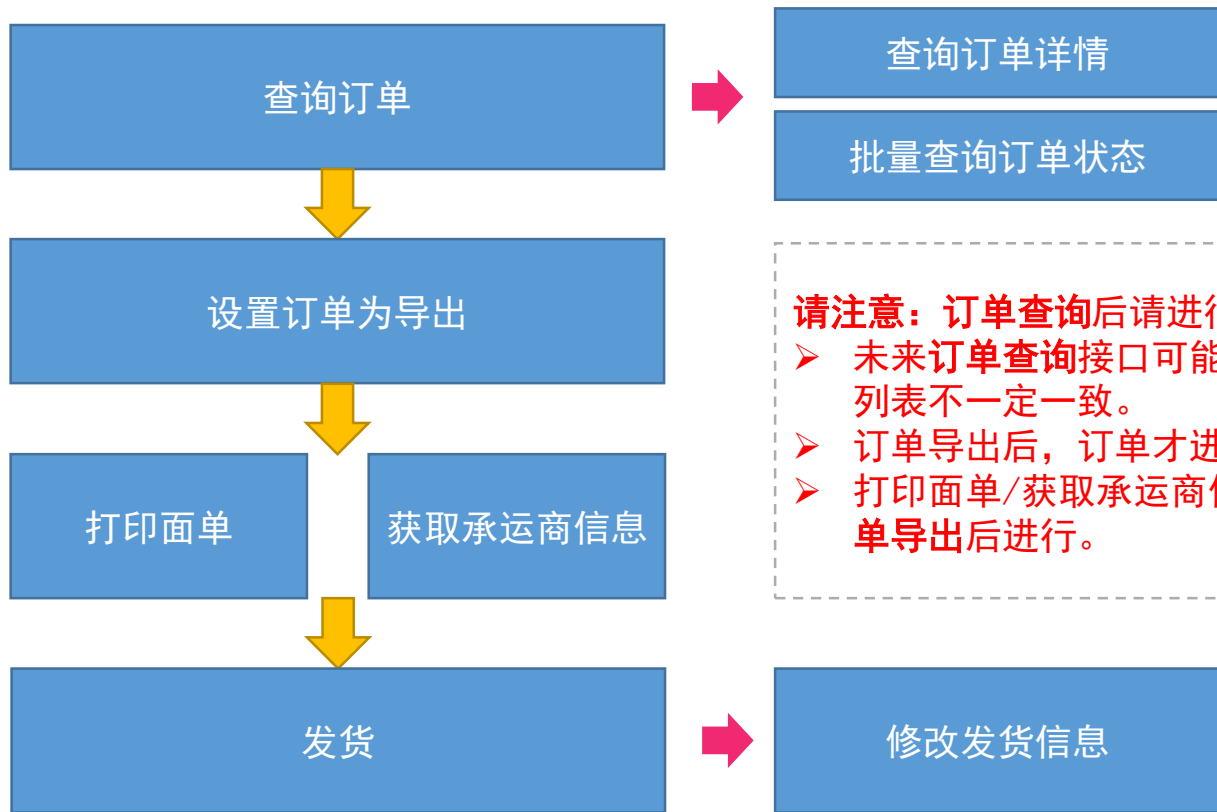 查询订单
查询订单详情
批量查询订单状态
设置订单为导出
请注意：订单查询后请进行
➢ 未来订单查询接口可能
列表不一定一致。
➢ 订单导出后，订单才进
➢ 打印面单/获取承运商信
单导出后进行。
打印面单
获取承运商信息
发货
修改发货信息